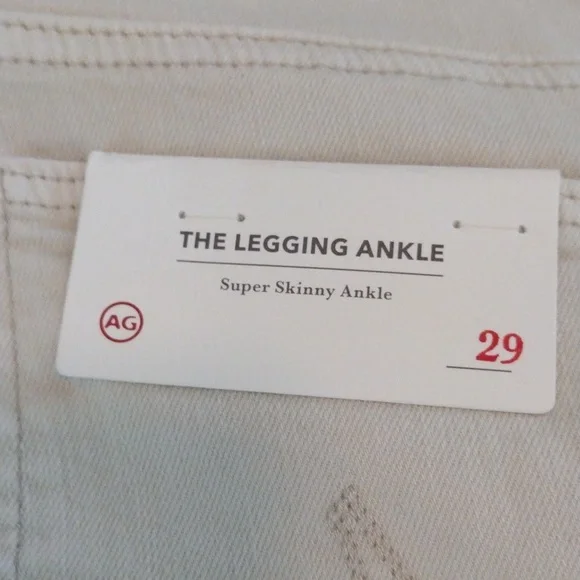 THE LEGGING ANKLE
Super Skinny Ankle
AG
29